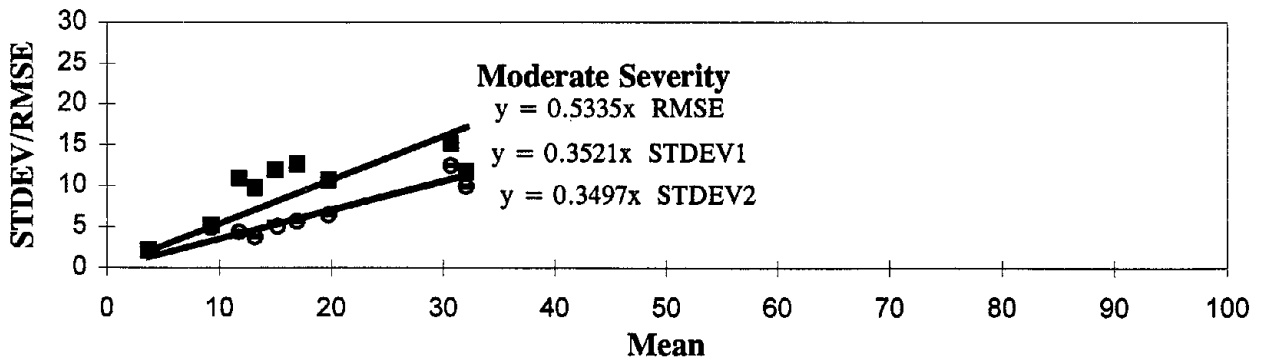 STDEV/RMSE
30
25
20
15
10
5
0
Moderate Severity
y = 0.5335x RMSE
y = 0.3521x STDEV1
y = 0.3497x STDEV2
0 10 20 30 40 50 60 70 80 90 100
Mean